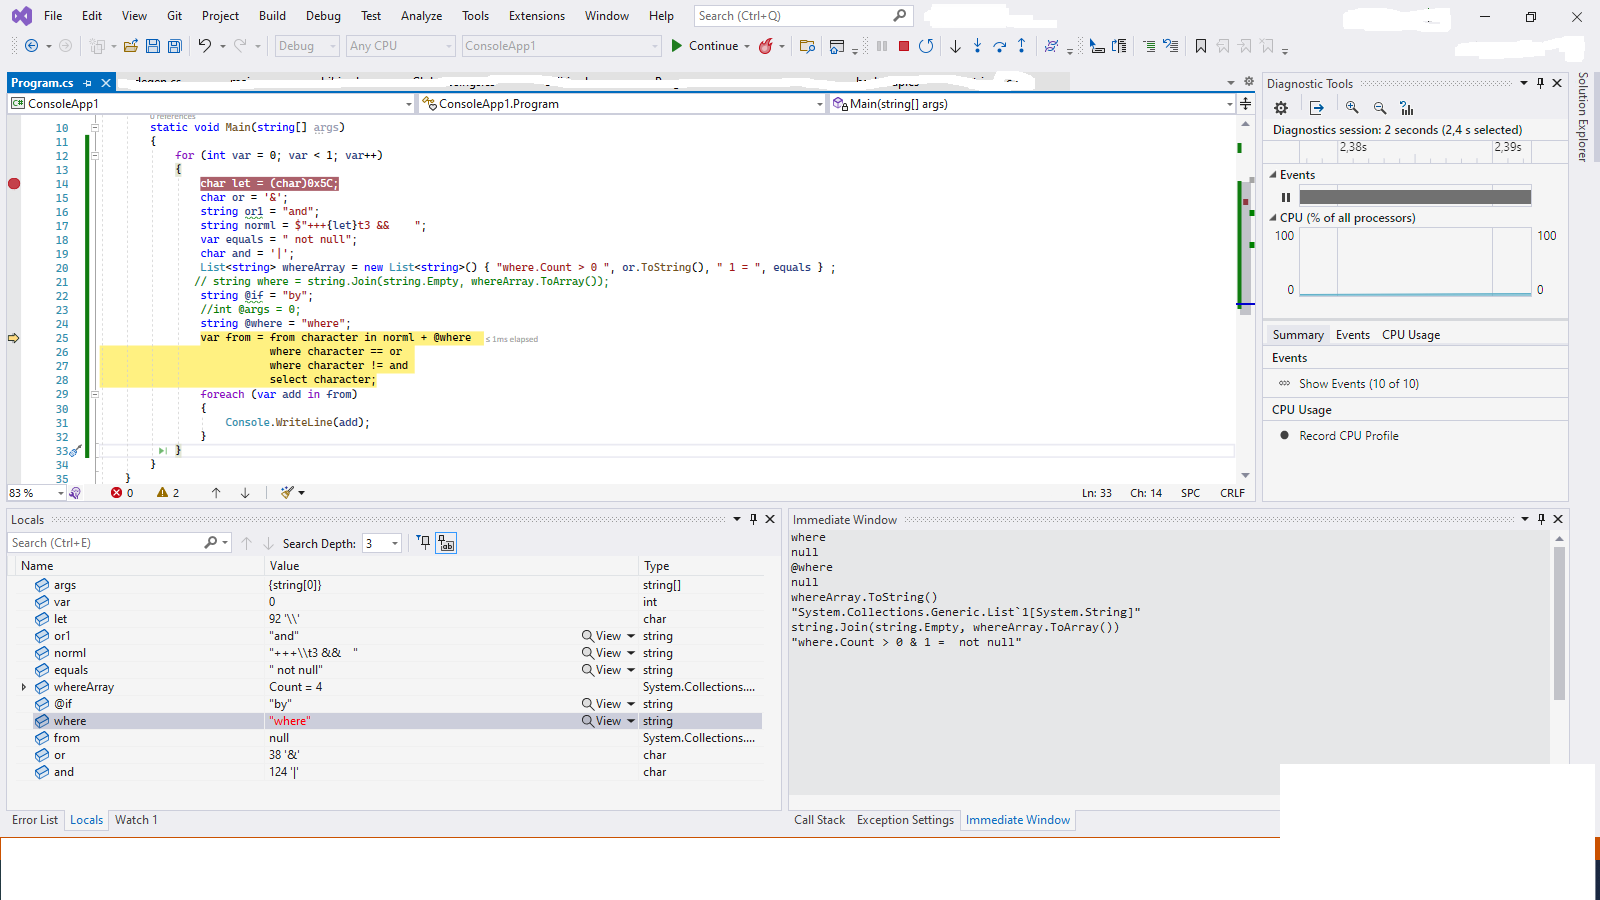 File Edit View Git Project Build Debug Test Analyze Tools Extensions Window Help Search (Ctrl+Q)
Debug Any CPU ConsoleApp1 Continue
Program.cs
ConsoleApp1 ConsoleApp1.Program Main(string[] args)
0 references
10 static void Main(string[] args)
11 {
12 for (int var = 0; var < 1; var++)
13 {
14 char let = (char)0x5C;
15 char or = '&';
16 string or1 = "and";
17 string norml = $"+++{let}t3 &&    ";
18 var equals = " not null";
19 char and = '|';
20 List<string> whereArray = new List<string>() { "where.Count > 0 ", or.ToString(), " 1 = ", equals } ;
21 // string where = string.Join(string.Empty, whereArray.ToArray());
22 string @if = "by";
23 //int @args = 0;
24 string @where = "where";
25 var from = from character in norml + @where ≤ 1ms elapsed
26 where character == or
27 where character != and
28 select character;
29 foreach (var add in from)
30 {
31 Console.WriteLine(add);
32 }
33 }
34 }
35 }
83 % 0 2 Ln: 33 Ch: 14 SPC CRLF
Diagnostic Tools
Diagnostics session: 2 seconds (2,4 s selected)
2,38s 2,39s
Events
CPU (% of all processors)
100 100
0 0
Summary Events CPU Usage
Events
Show Events (10 of 10)
CPU Usage
Record CPU Profile
Solution Explorer
Locals
Search (Ctrl+E) Search Depth: 3
Name Value Type
args {string[0]} string[]
var 0 int
let 92 '\\' char
or1 "and" View string
norml "+++\\t3 &&    " View string
equals " not null" View string
whereArray Count = 4 System.Collections....
@if "by" View string
where "where" View string
from null System.Collections....
or 38 '&' char
and 124 '|' char
Error List Locals Watch 1
Immediate Window
where
null
@where
null
whereArray.ToString()
"System.Collections.Generic.List`1[System.String]"
string.Join(string.Empty, whereArray.ToArray())
"where.Count > 0 & 1 =  not null"
Call Stack Exception Settings Immediate Window